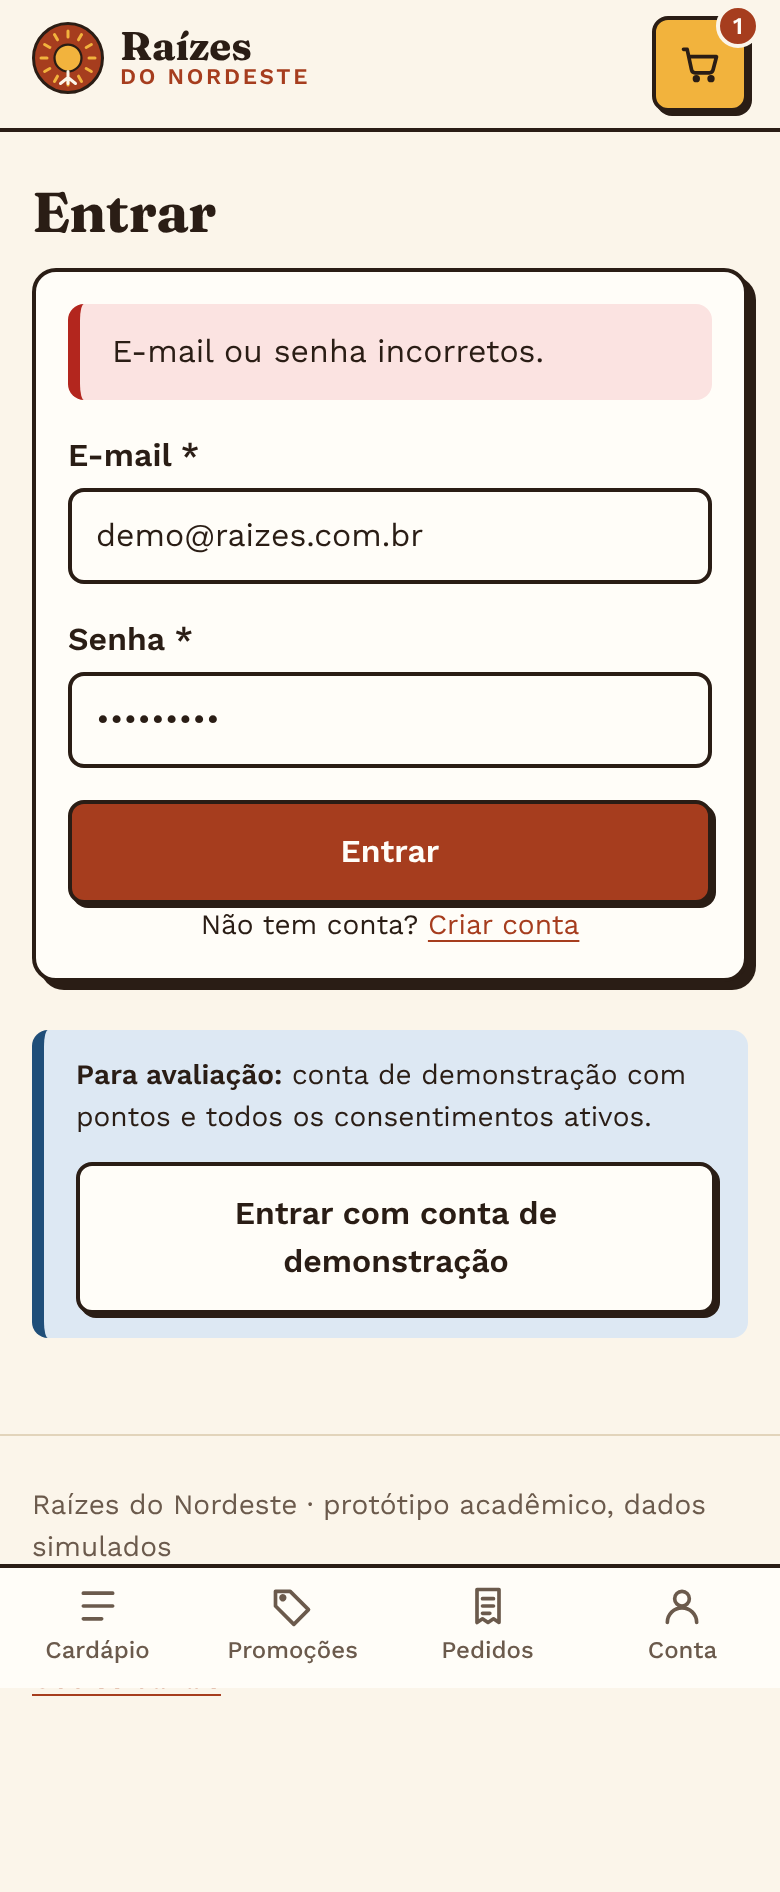 Raízes
DO NORDESTE
1
Entrar
E-mail ou senha incorretos.
E-mail *
demo@raizes.com.br
Senha *
•••••••••
Entrar
Não tem conta? Criar conta
Para avaliação: conta de demonstração com
pontos e todos os consentimentos ativos.
Entrar com conta de
demonstração
Raízes do Nordeste · protótipo acadêmico, dados
simulados
Cardápio
Promoções
Pedidos
Conta